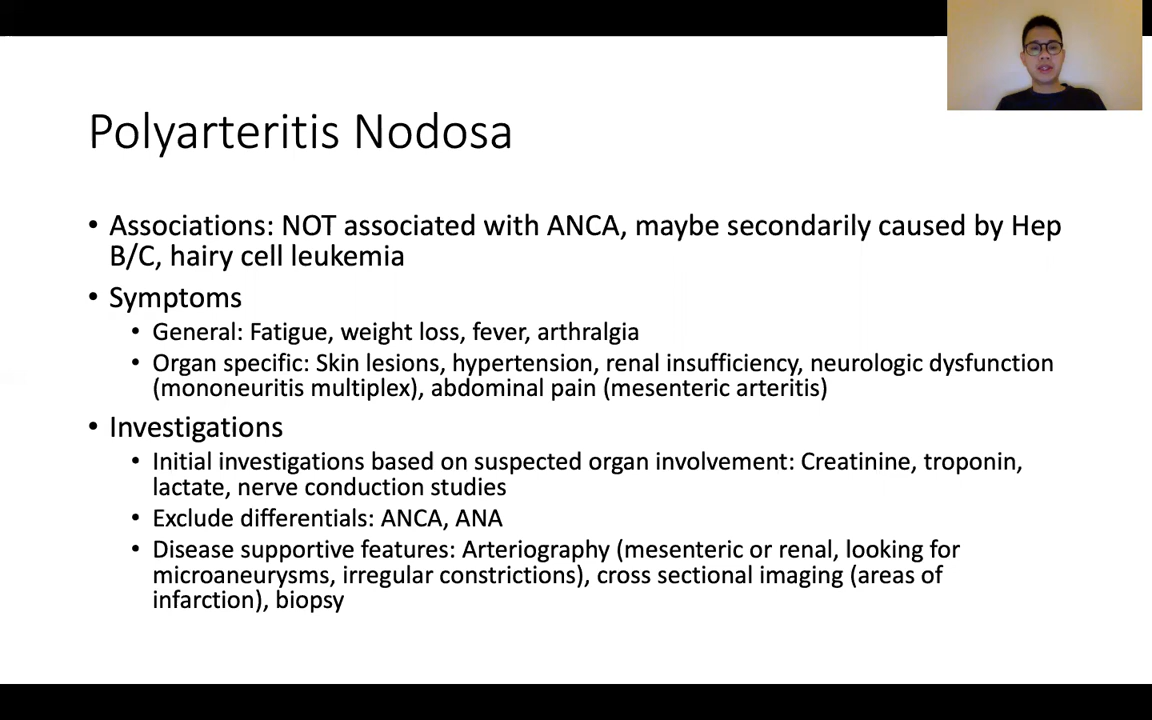 Polyarteritis Nodosa
• Associations: NOT associated with ANCA, maybe secondarily caused by Hep
B/C, hairy cell leukemia
• Symptoms
• General: Fatigue, weight loss, fever, arthralgia
• Organ specific: Skin lesions, hypertension, renal insufficiency, neurologic dysfunction
(mononeuritis multiplex), abdominal pain (mesenteric arteritis)
• Investigations
• Initial investigations based on suspected organ involvement: Creatinine, troponin,
lactate, nerve conduction studies
• Exclude differentials: ANCA, ANA
• Disease supportive features: Arteriography (mesenteric or renal, looking for
microaneurysms, irregular constrictions), cross sectional imaging (areas of
infarction), biopsy